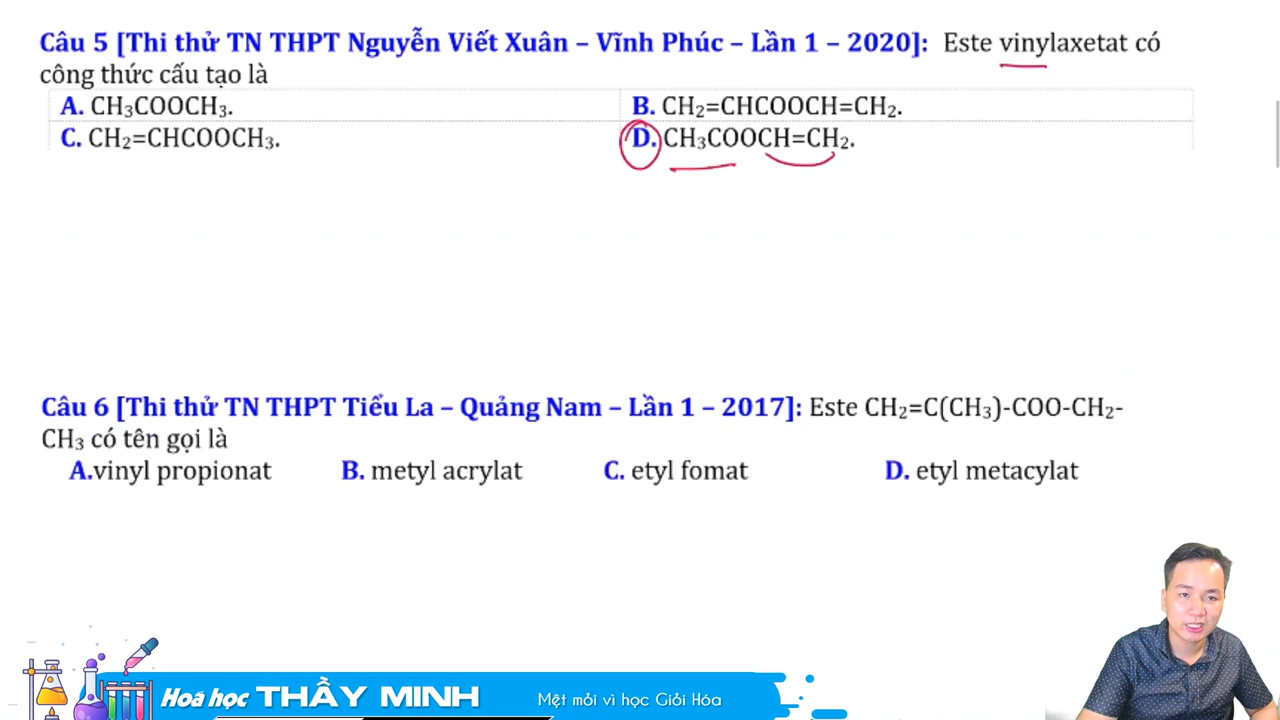 Câu 5 [Thi thử TN THPT Nguyễn Viết Xuân – Vĩnh Phúc – Lần 1 – 2020]: Este vinylaxetat có
công thức cấu tạo là
A. CH₃COOCH₃.
B. CH₂=CHCOOCH=CH₂.
C. CH₂=CHCOOCH₃.
D. CH₃COOCH=CH₂.
Câu 6 [Thi thử TN THPT Tiểu La – Quảng Nam – Lần 1 – 2017]: Este CH₂=C(CH₃)-COO-CH₂-
CH₃ có tên gọi là
A.vinyl propionat B. metyl acrylat C. etyl fomat D. etyl metacylat
Hoá học THẦY MINH Mệt mỏi vì học Giỏi Hóa